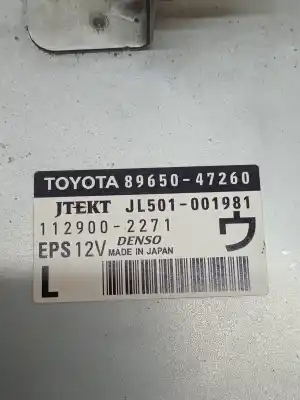 TOYOTA 89650-47260
JTEKT JL501-001981
112900-2271 ウ
EPS 12V DENSO MADE IN JAPAN
L